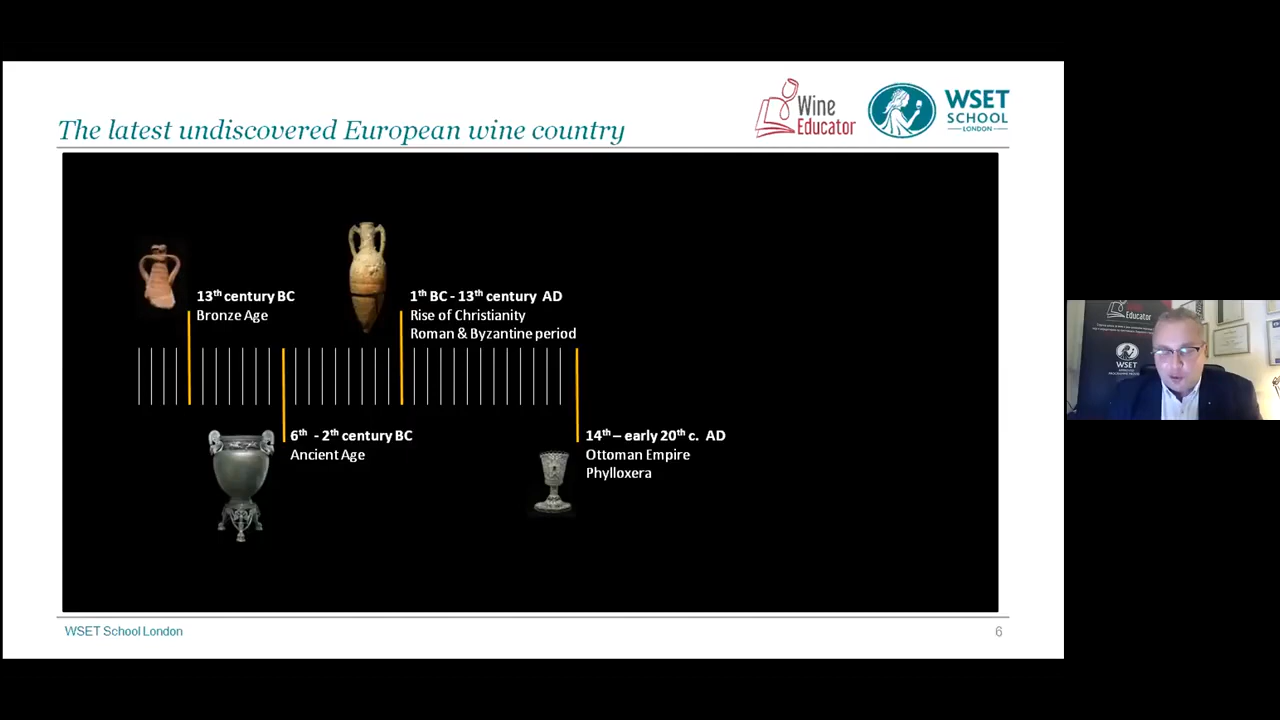 The latest undiscovered European wine country
Wine
Educator
WSET
SCHOOL
LONDON
13th century BC
Bronze Age
1th BC - 13th century AD
Rise of Christianity
Roman & Byzantine period
6th - 2th century BC
Ancient Age
14th – early 20th c. AD
Ottoman Empire
Phylloxera
WSET School London
6
Educator
WSET